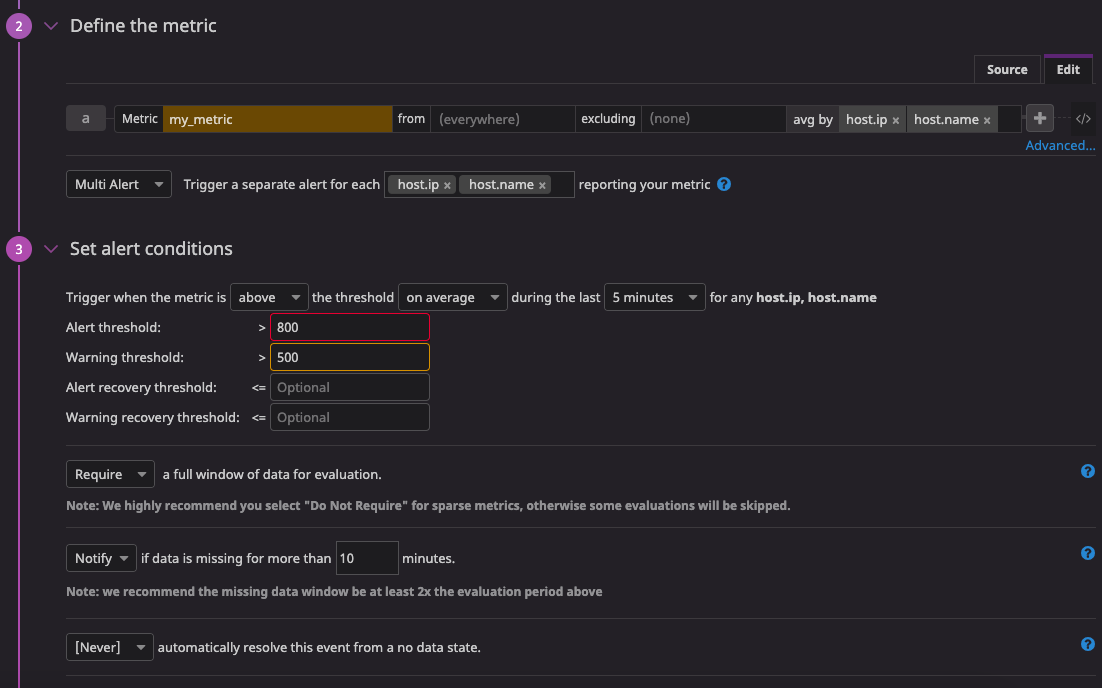 2 Define the metric
Source Edit
a Metric my_metric from (everywhere) excluding (none) avg by host.ip × host.name × + </>
Advanced...
Multi Alert Trigger a separate alert for each host.ip × host.name × reporting your metric ?
3 Set alert conditions
Trigger when the metric is above the threshold on average during the last 5 minutes for any host.ip, host.name
Alert threshold: > 800
Warning threshold: > 500
Alert recovery threshold: <= Optional
Warning recovery threshold: <= Optional
Require a full window of data for evaluation. ?
Note: We highly recommend you select "Do Not Require" for sparse metrics, otherwise some evaluations will be skipped.
Notify if data is missing for more than 10 minutes. ?
Note: we recommend the missing data window be at least 2x the evaluation period above
[Never] automatically resolve this event from a no data state. ?